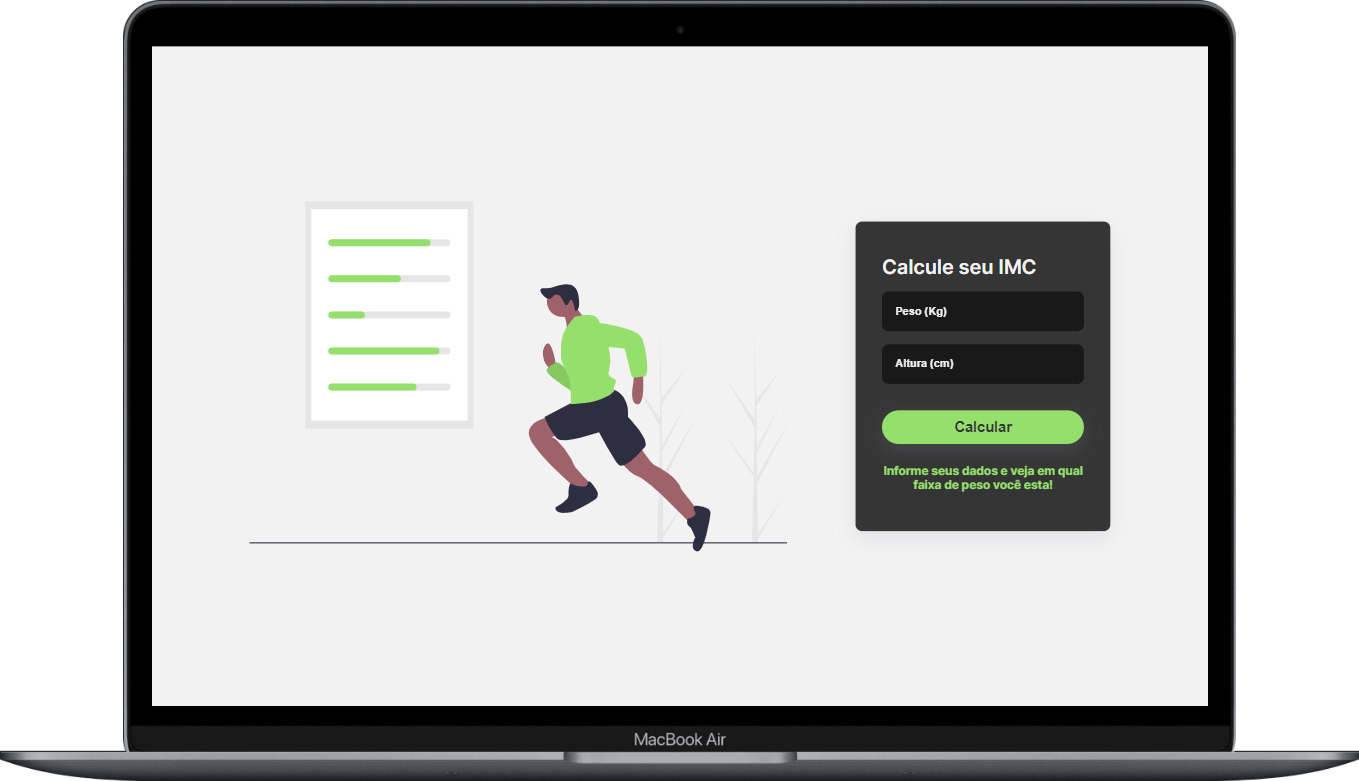 Calcule seu IMC
Peso (Kg)
Altura (cm)
Calcular
Informe seus dados e veja em qual
faixa de peso você esta!
MacBook Air